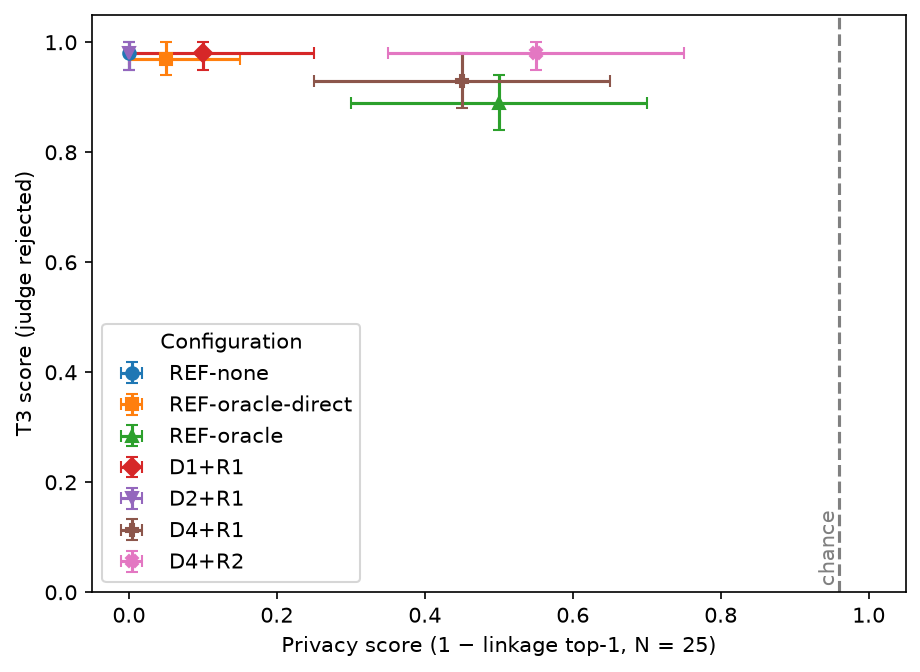 1.0
0.8
0.6
0.4
0.2
0.0
T3 score (judge rejected)
Configuration
REF-none
REF-oracle-direct
REF-oracle
D1+R1
D2+R1
D4+R1
D4+R2
chance
0.0 0.2 0.4 0.6 0.8 1.0
Privacy score (1 − linkage top-1, N = 25)